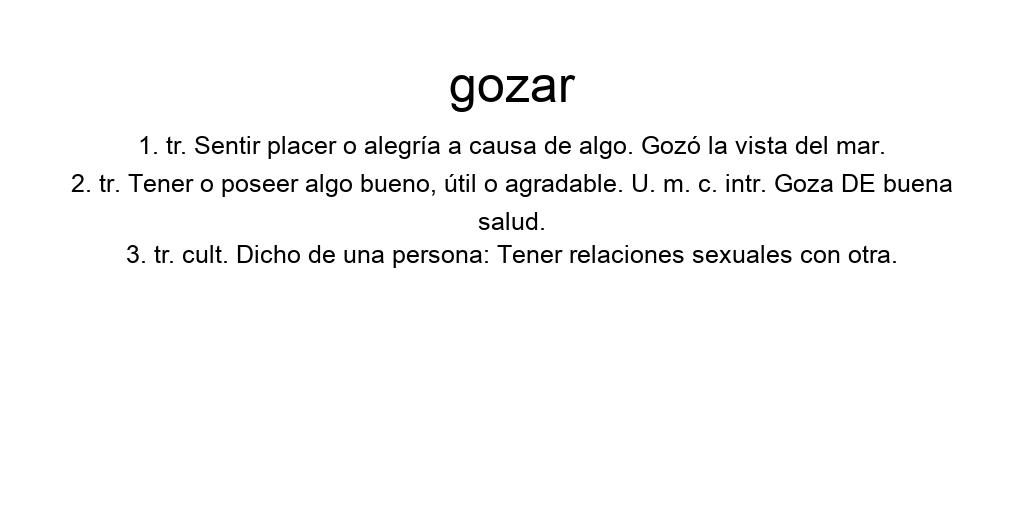 gozar
1. tr. Sentir placer o alegría a causa de algo. Gozó la vista del mar.
2. tr. Tener o poseer algo bueno, útil o agradable. U. m. c. intr. Goza DE buena
salud.
3. tr. cult. Dicho de una persona: Tener relaciones sexuales con otra.